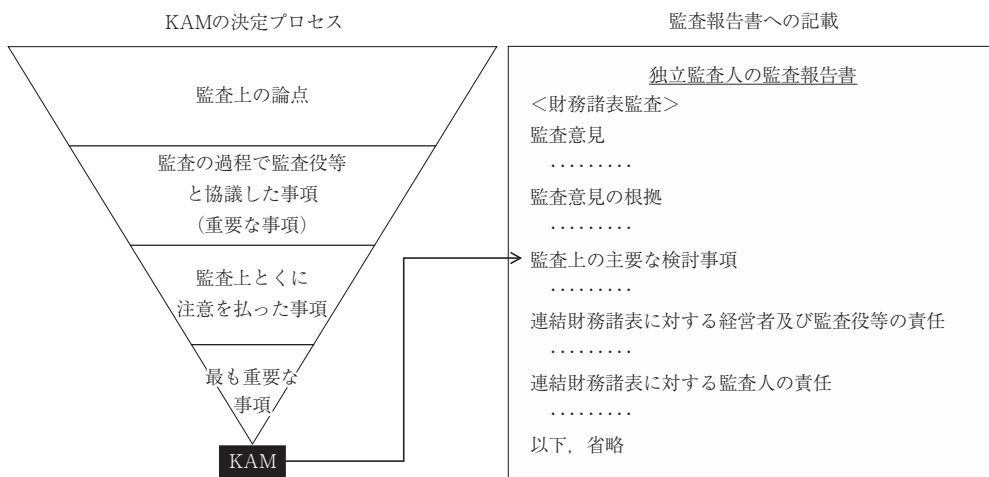 KAMの決定プロセス
監査上の論点
監査の過程で監査役等
と協議した事項
（重要な事項）
監査上とくに
注意を払った事項
最も重要な
事項
KAM
監査報告書への記載
独立監査人の監査報告書
＜財務諸表監査＞
監査意見
………
監査意見の根拠
………
監査上の主要な検討事項
………
連結財務諸表に対する経営者及び監査役等の責任
………
連結財務諸表に対する監査人の責任
………
以下，省略